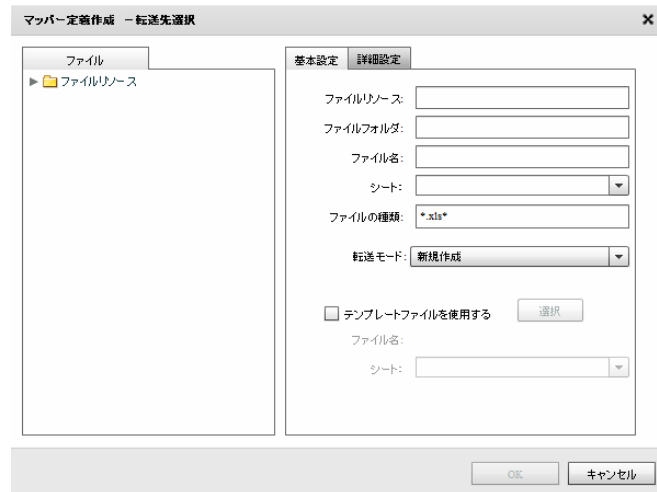 マッパー定義作成 －転送先選択
ファイル
ファイルリソース
基本設定 詳細設定
ファイルリソース:
ファイルフォルダ:
ファイル名:
シート:
ファイルの種類: *.xls*
転送モード: 新規作成
テンプレートファイルを使用する 選択
ファイル名:
シート:
OK キャンセル